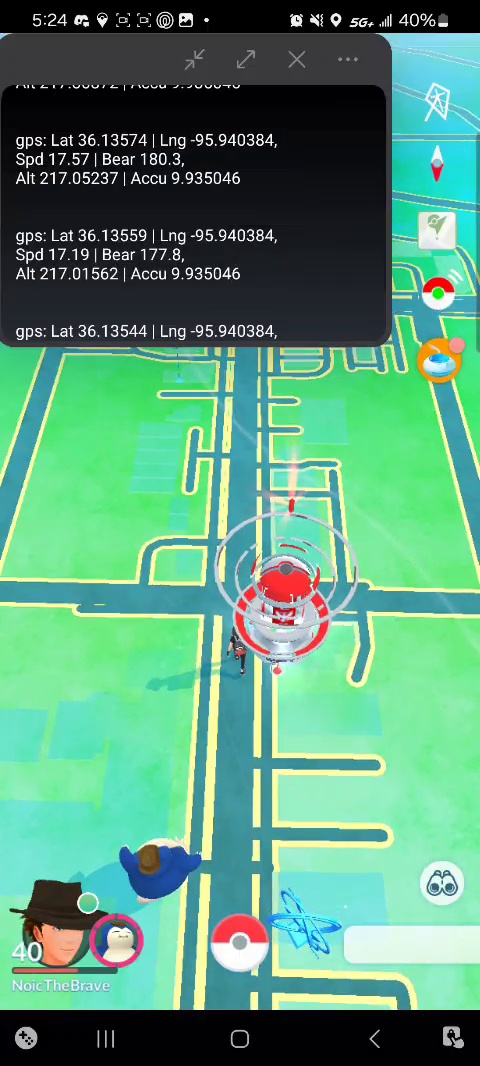 5:24
5G+
40%
gps: Lat 36.13574 | Lng -95.940384,
Spd 17.57 | Bear 180.3,
Alt 217.05237 | Accu 9.935046
gps: Lat 36.13559 | Lng -95.940384,
Spd 17.19 | Bear 177.8,
Alt 217.01562 | Accu 9.935046
gps: Lat 36.13544 | Lng -95.940384,
40
NoicTheBrave